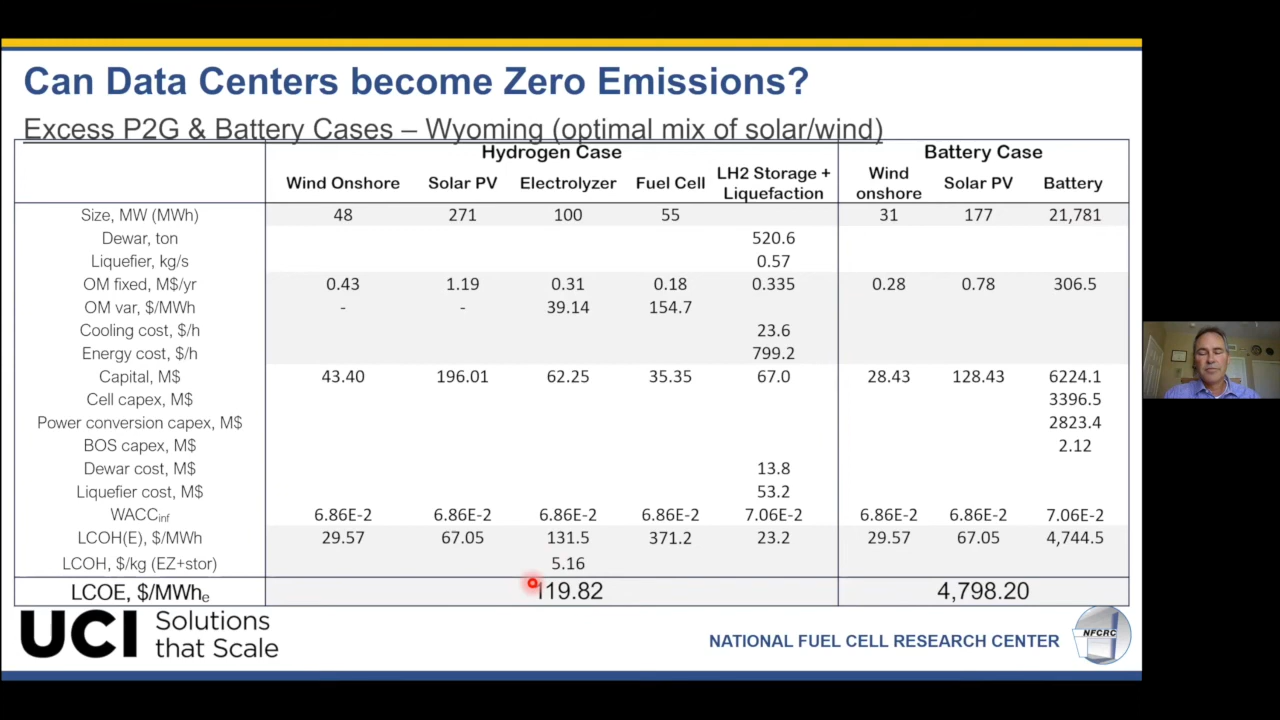 Can Data Centers become Zero Emissions?
Excess P2G & Battery Cases – Wyoming (optimal mix of solar/wind)
Hydrogen Case Battery Case
Wind Onshore Solar PV Electrolyzer Fuel Cell LH2 Storage + Liquefaction Wind onshore Solar PV Battery
Size, MW (MWh) 48 271 100 55 31 177 21,781
Dewar, ton 520.6
Liquefier, kg/s 0.57
OM fixed, M$/yr 0.43 1.19 0.31 0.18 0.335 0.28 0.78 306.5
OM var, $/MWh - - 39.14 154.7
Cooling cost, $/h 23.6
Energy cost, $/h 799.2
Capital, M$ 43.40 196.01 62.25 35.35 67.0 28.43 128.43 6224.1
Cell capex, M$ 3396.5
Power conversion capex, M$ 2823.4
BOS capex, M$ 2.12
Dewar cost, M$ 13.8
Liquefier cost, M$ 53.2
WACCinf 6.86E-2 6.86E-2 6.86E-2 6.86E-2 7.06E-2 6.86E-2 6.86E-2 7.06E-2
LCOH(E), $/MWh 29.57 67.05 131.5 371.2 23.2 29.57 67.05 4,744.5
LCOH, $/kg (EZ+stor) 5.16
LCOE, $/MWhe 119.82 4,798.20
UCI Solutions that Scale
NATIONAL FUEL CELL RESEARCH CENTER
NFCRC